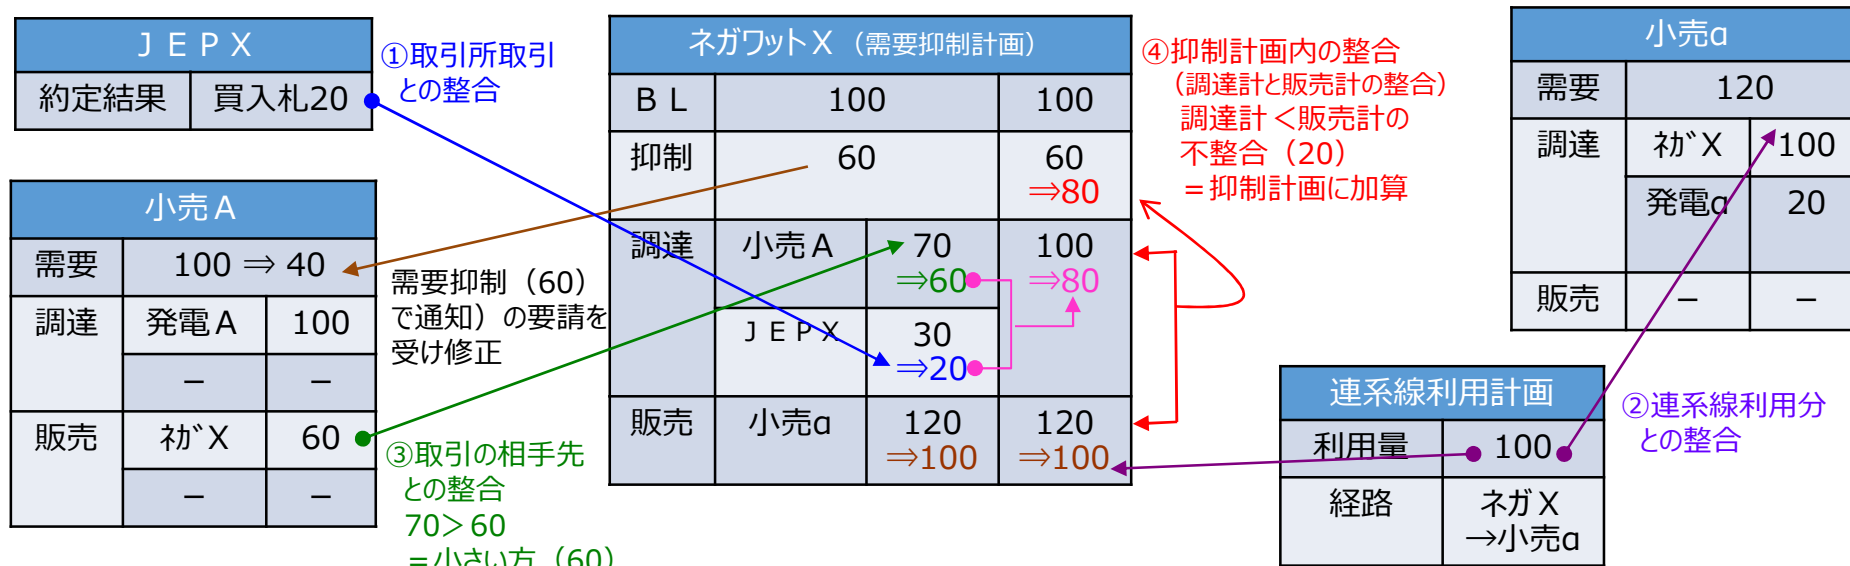 ＪＥＰＸ
約定結果 買入札20
①取引所取引
との整合
小売Ａ
需要 100 ⇒ 40
調達 発電Ａ 100
－ －
販売 ﾈｶﾞＸ 60
－ －
需要抑制（60）
で通知）の要請を
受け修正
③取引の相手先
との整合
70＞60
＝小さい方（60）
ネガワットＸ（需要抑制計画）
ＢＬ 100 100
抑制 60 60
⇒80
調達 小売Ａ 70 100
⇒60 ⇒80
ＪＥＰＸ 30
⇒20
販売 小売α 120 120
⇒100 ⇒100
④抑制計画内の整合
（調達計と販売計の整合）
調達計＜販売計の
不整合（20）
＝抑制計画に加算
小売α
需要 120
調達 ﾈｶﾞＸ 100
発電α 20
販売 － －
連系線利用計画
利用量 100
経路 ネガＸ
→小売α
②連系線利用分
との整合